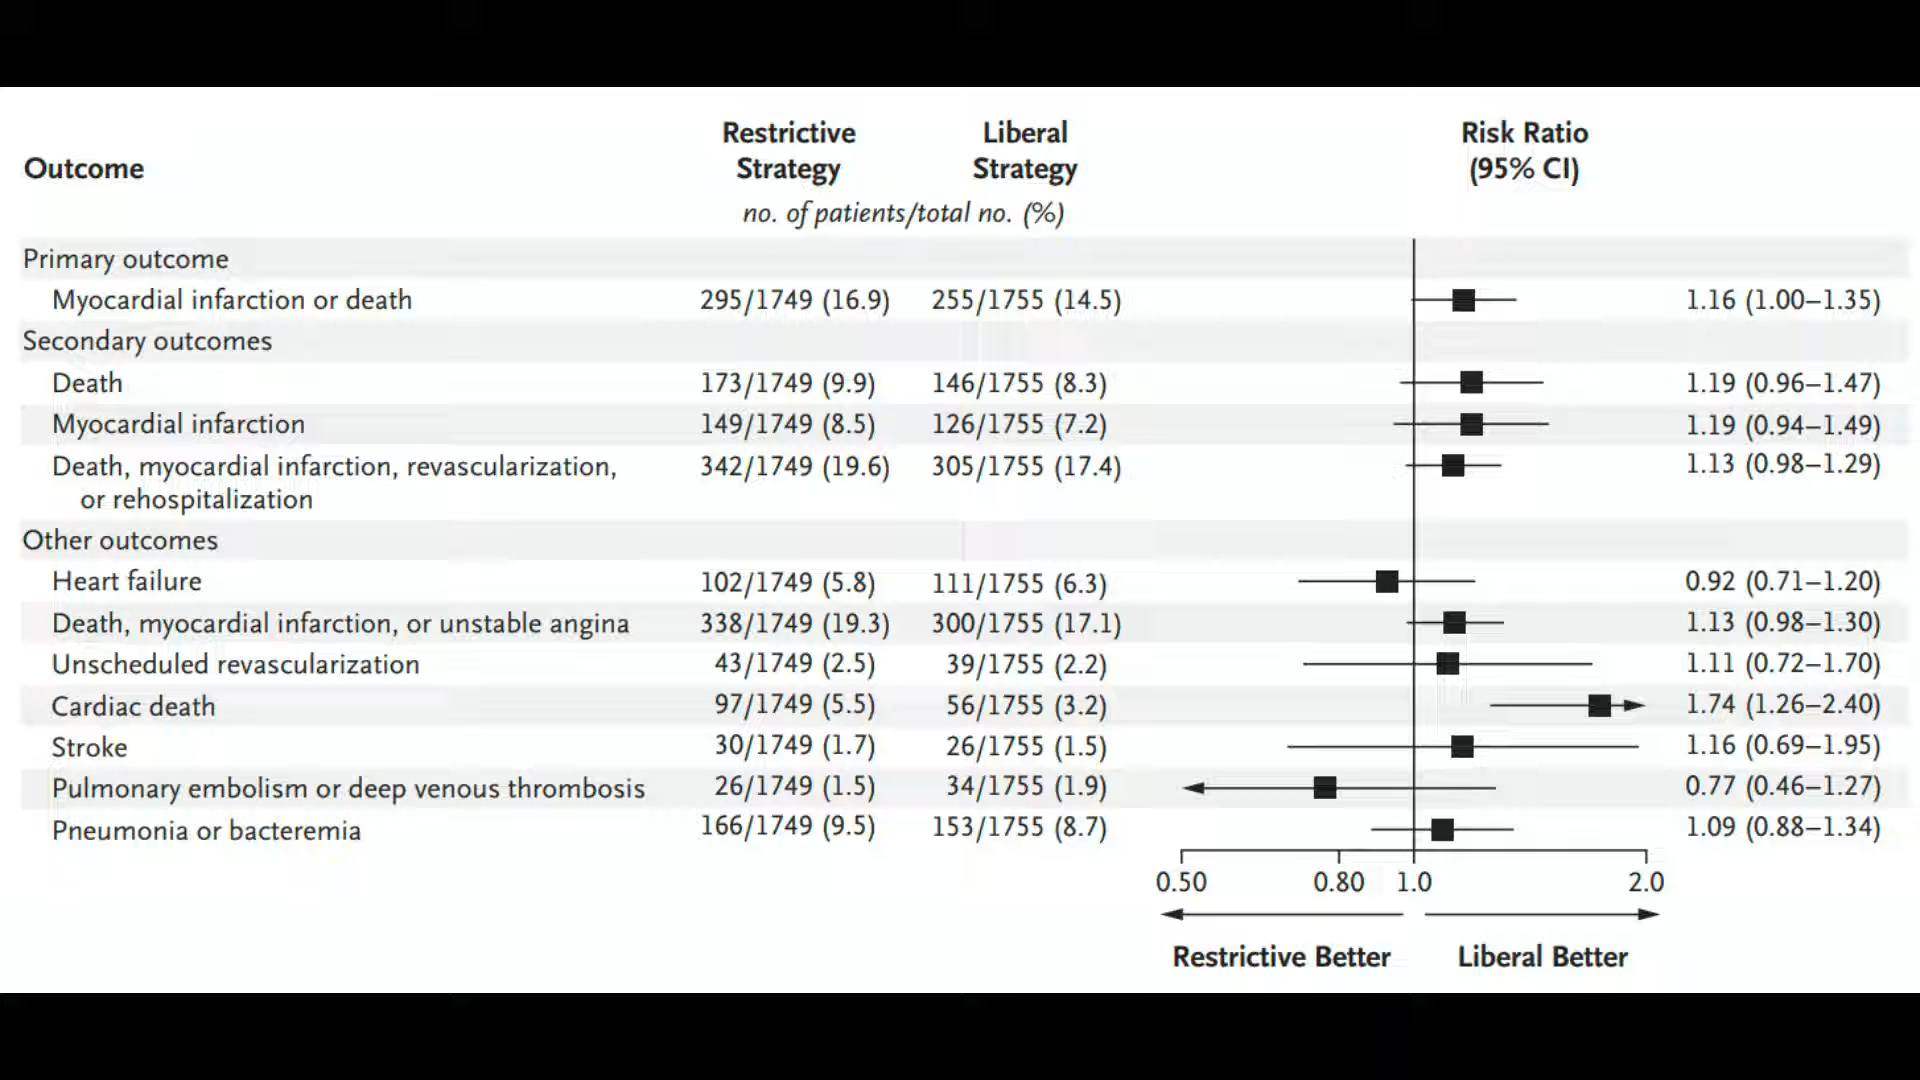 Outcome
Restrictive Strategy
Liberal Strategy
Risk Ratio (95% CI)
no. of patients/total no. (%)
Primary outcome
Myocardial infarction or death 295/1749 (16.9) 255/1755 (14.5) 1.16 (1.00–1.35)
Secondary outcomes
Death 173/1749 (9.9) 146/1755 (8.3) 1.19 (0.96–1.47)
Myocardial infarction 149/1749 (8.5) 126/1755 (7.2) 1.19 (0.94–1.49)
Death, myocardial infarction, revascularization, 342/1749 (19.6) 305/1755 (17.4) 1.13 (0.98–1.29)
or rehospitalization
Other outcomes
Heart failure 102/1749 (5.8) 111/1755 (6.3) 0.92 (0.71–1.20)
Death, myocardial infarction, or unstable angina 338/1749 (19.3) 300/1755 (17.1) 1.13 (0.98–1.30)
Unscheduled revascularization 43/1749 (2.5) 39/1755 (2.2) 1.11 (0.72–1.70)
Cardiac death 97/1749 (5.5) 56/1755 (3.2) 1.74 (1.26–2.40)
Stroke 30/1749 (1.7) 26/1755 (1.5) 1.16 (0.69–1.95)
Pulmonary embolism or deep venous thrombosis 26/1749 (1.5) 34/1755 (1.9) 0.77 (0.46–1.27)
Pneumonia or bacteremia 166/1749 (9.5) 153/1755 (8.7) 1.09 (0.88–1.34)
0.50 0.80 1.0 2.0
Restrictive Better Liberal Better